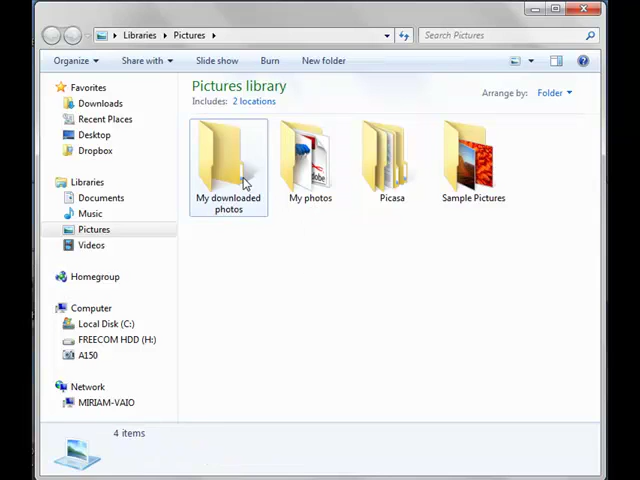 Libraries Pictures
Search Pictures
Organize Share with Slide show Burn New folder
Favorites
Downloads
Recent Places
Desktop
Dropbox
Libraries
Documents
Music
Pictures
Videos
Homegroup
Computer
Local Disk (C:)
FREECOM HDD (H:)
A150
Network
MIRIAM-VAIO
Pictures library
Includes: 2 locations
Arrange by: Folder
My downloaded
photos
My photos
Picasa
Sample Pictures
4 items